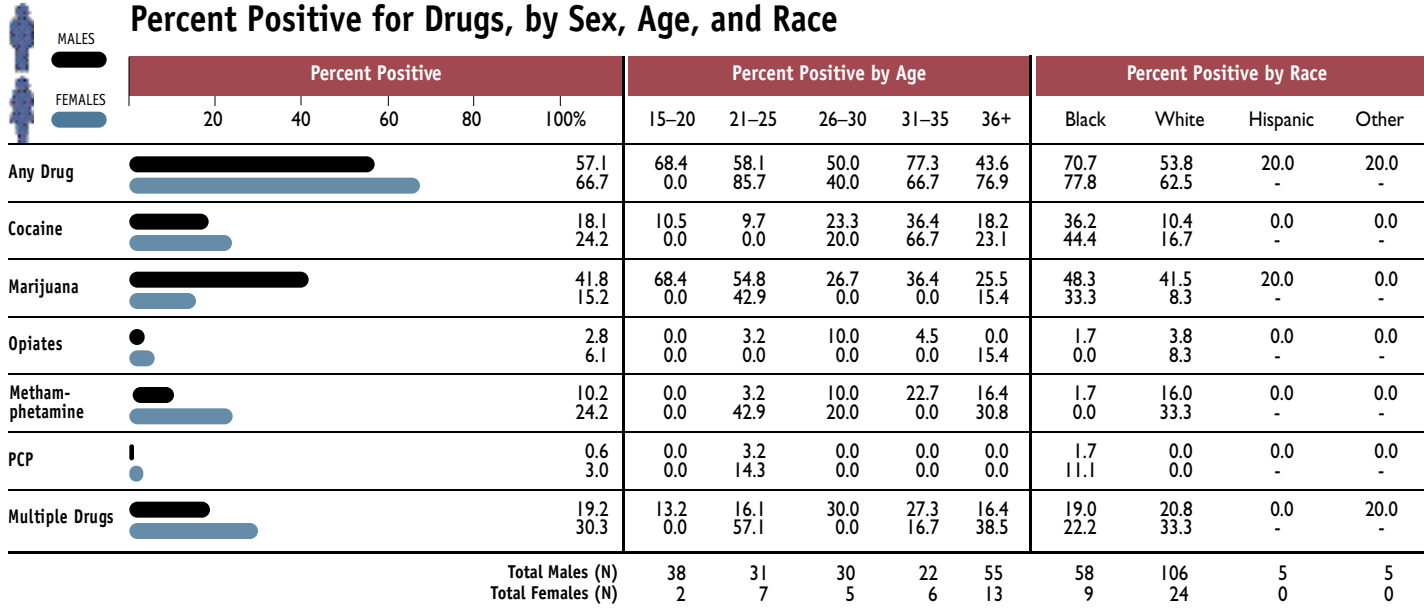 Percent Positive for Drugs, by Sex, Age, and Race
MALES
FEMALES
Percent Positive Percent Positive by Age Percent Positive by Race
20 40 60 80 100% 15–20 21–25 26–30 31–35 36+ Black White Hispanic Other
Any Drug 57.1 68.4 58.1 50.0 77.3 43.6 70.7 53.8 20.0 20.0
66.7 0.0 85.7 40.0 66.7 76.9 77.8 62.5 - -
Cocaine 18.1 10.5 9.7 23.3 36.4 18.2 36.2 10.4 0.0 0.0
24.2 0.0 0.0 20.0 66.7 23.1 44.4 16.7 - -
Marijuana 41.8 68.4 54.8 26.7 36.4 25.5 48.3 41.5 20.0 0.0
15.2 0.0 42.9 0.0 0.0 15.4 33.3 8.3 - -
Opiates 2.8 0.0 3.2 10.0 4.5 0.0 1.7 3.8 0.0 0.0
6.1 0.0 0.0 0.0 0.0 15.4 0.0 8.3 - -
Metham-
phetamine
10.2 0.0 3.2 10.0 22.7 16.4 1.7 16.0 0.0 0.0
24.2 0.0 42.9 20.0 0.0 30.8 0.0 33.3 - -
PCP 0.6 0.0 3.2 0.0 0.0 0.0 1.7 0.0 0.0 0.0
3.0 0.0 14.3 0.0 0.0 0.0 11.1 0.0 - -
Multiple Drugs 19.2 13.2 16.1 30.0 27.3 16.4 19.0 20.8 0.0 20.0
30.3 0.0 57.1 0.0 16.7 38.5 22.2 33.3 - -
Total Males (N) 38 31 30 22 55 58 106 5 5
Total Females (N) 2 7 5 6 13 9 24 0 0